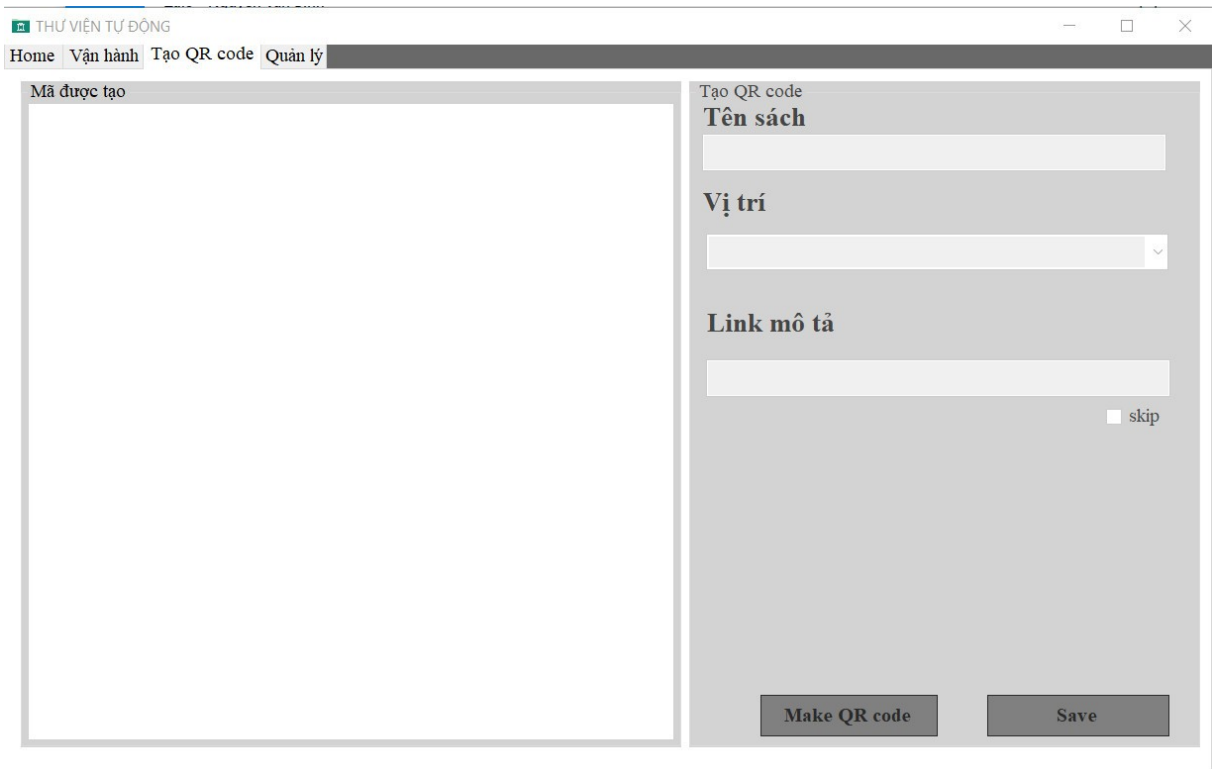 THƯ VIỆN TỰ ĐỘNG
Home Vận hành Tạo QR code Quản lý
Mã được tạo
Tạo QR code
Tên sách
Vị trí
Link mô tả
skip
Make QR code Save